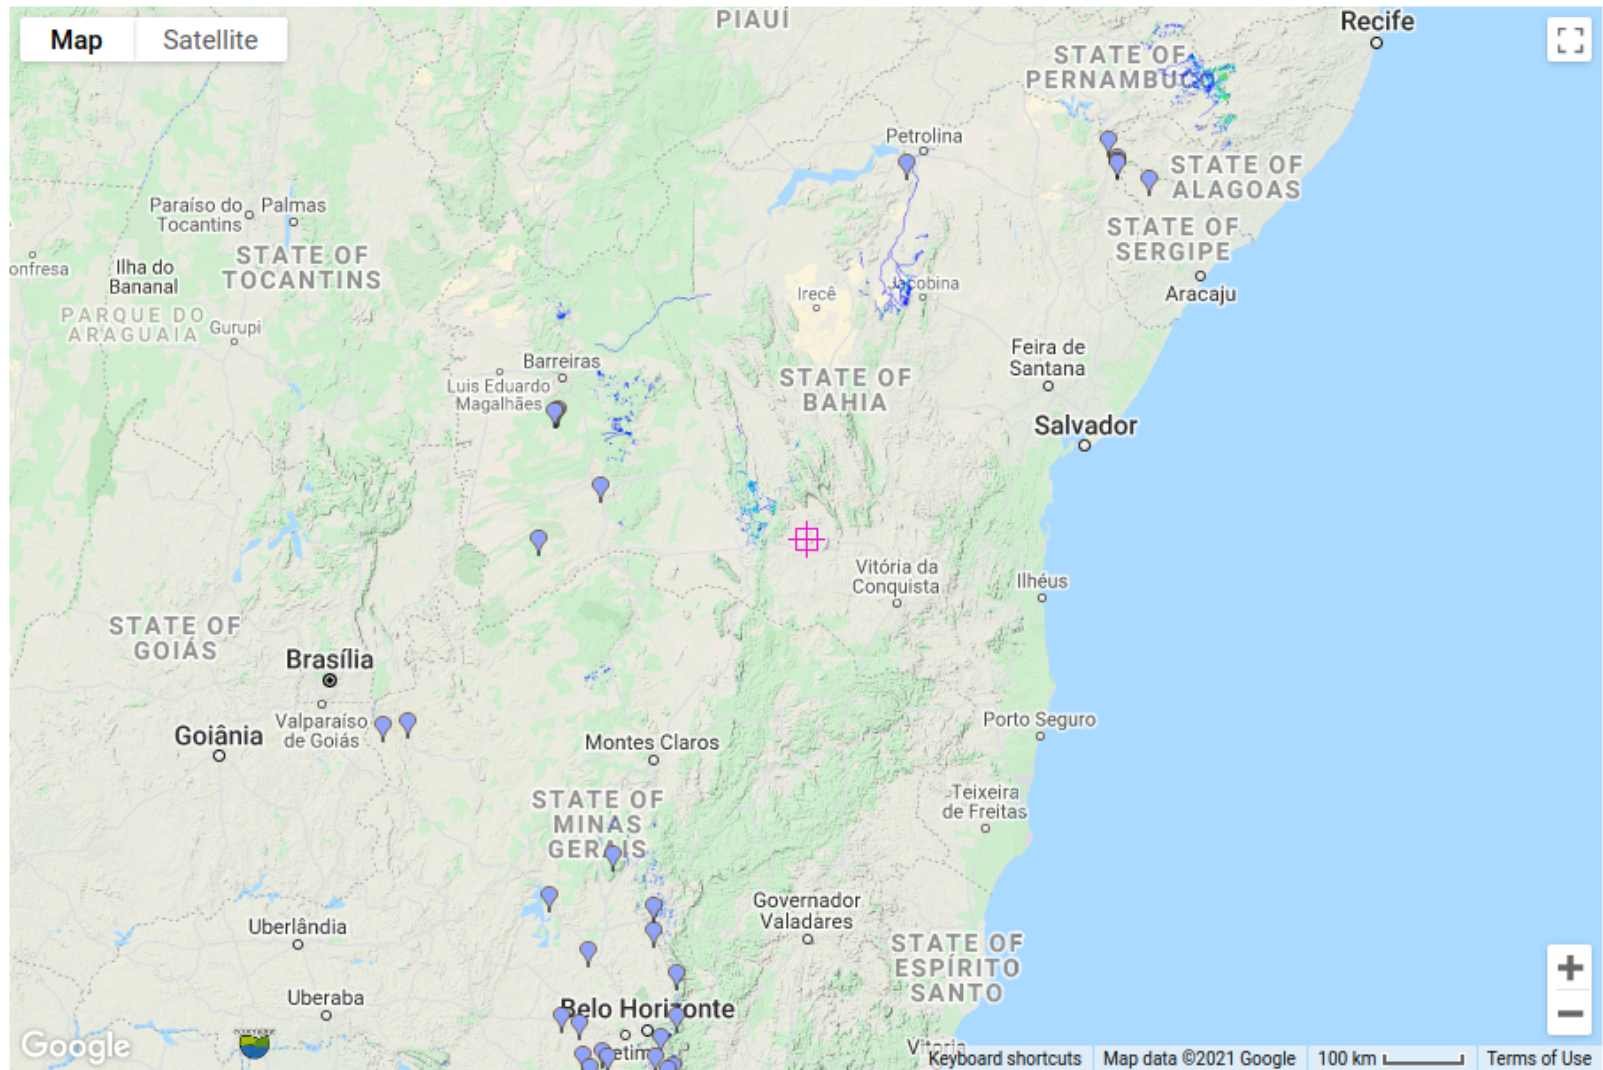 Map
Satellite
PIAUÍ
Recife
STATE OF
PERNAMBUCO
Petrolina
STATE OF
ALAGOAS
Paraíso do
Tocantins
Palmas
STATE OF
SERGIPE
STATE OF
TOCANTINS
onfresa
Ilha do
Bananal
Irecê
Jacobina
Aracaju
PARQUE DO
ARAGUAIA
Gurupi
Barreiras
Feira de
Santana
Luis Eduardo
Magalhães
STATE OF
BAHIA
Salvador
Vitória da
Conquista
Ilhéus
STATE OF
GOIÁS
Brasília
Valparaíso
de Goiás
Goiânia
Montes Claros
Porto Seguro
STATE OF
MINAS
GERAIS
Teixeira
de Freitas
Governador
Valadares
Uberlândia
STATE OF
ESPÍRITO
SANTO
Uberaba
Belo Horizonte
etim
Vitoria
Google
Keyboard shortcuts
Map data ©2021 Google
100 km
Terms of Use